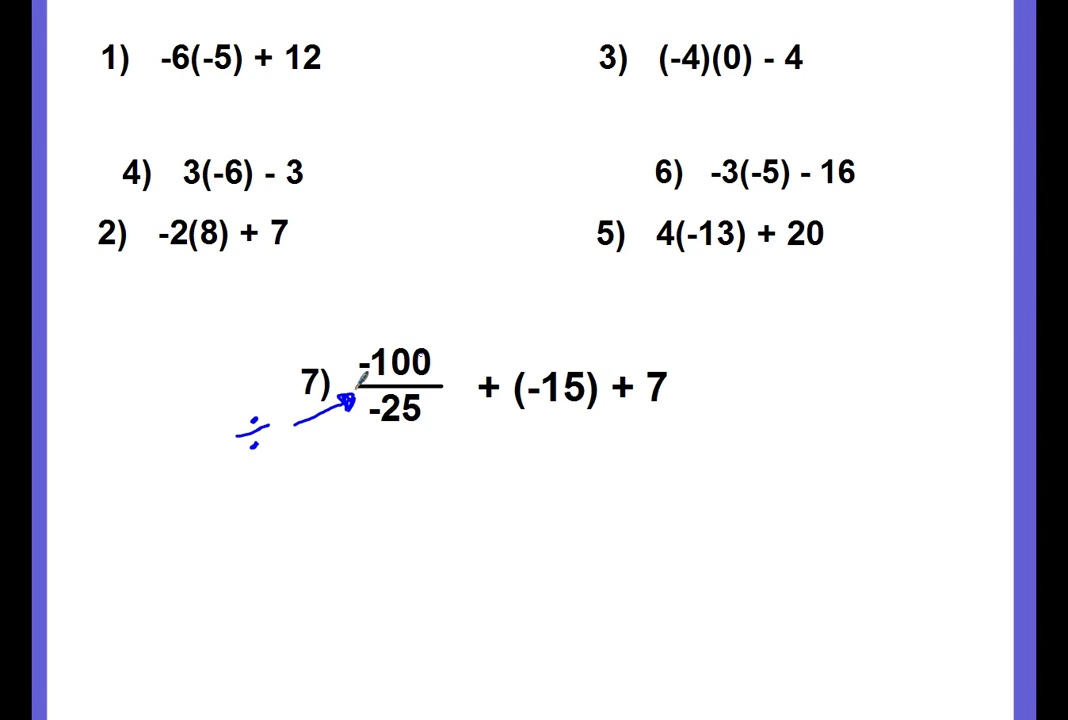 1) -6(-5) + 12
3) (-4)(0) - 4
4) 3(-6) - 3
6) -3(-5) - 16
2) -2(8) + 7
5) 4(-13) + 20
7) -100
-25
+ (-15) + 7
÷